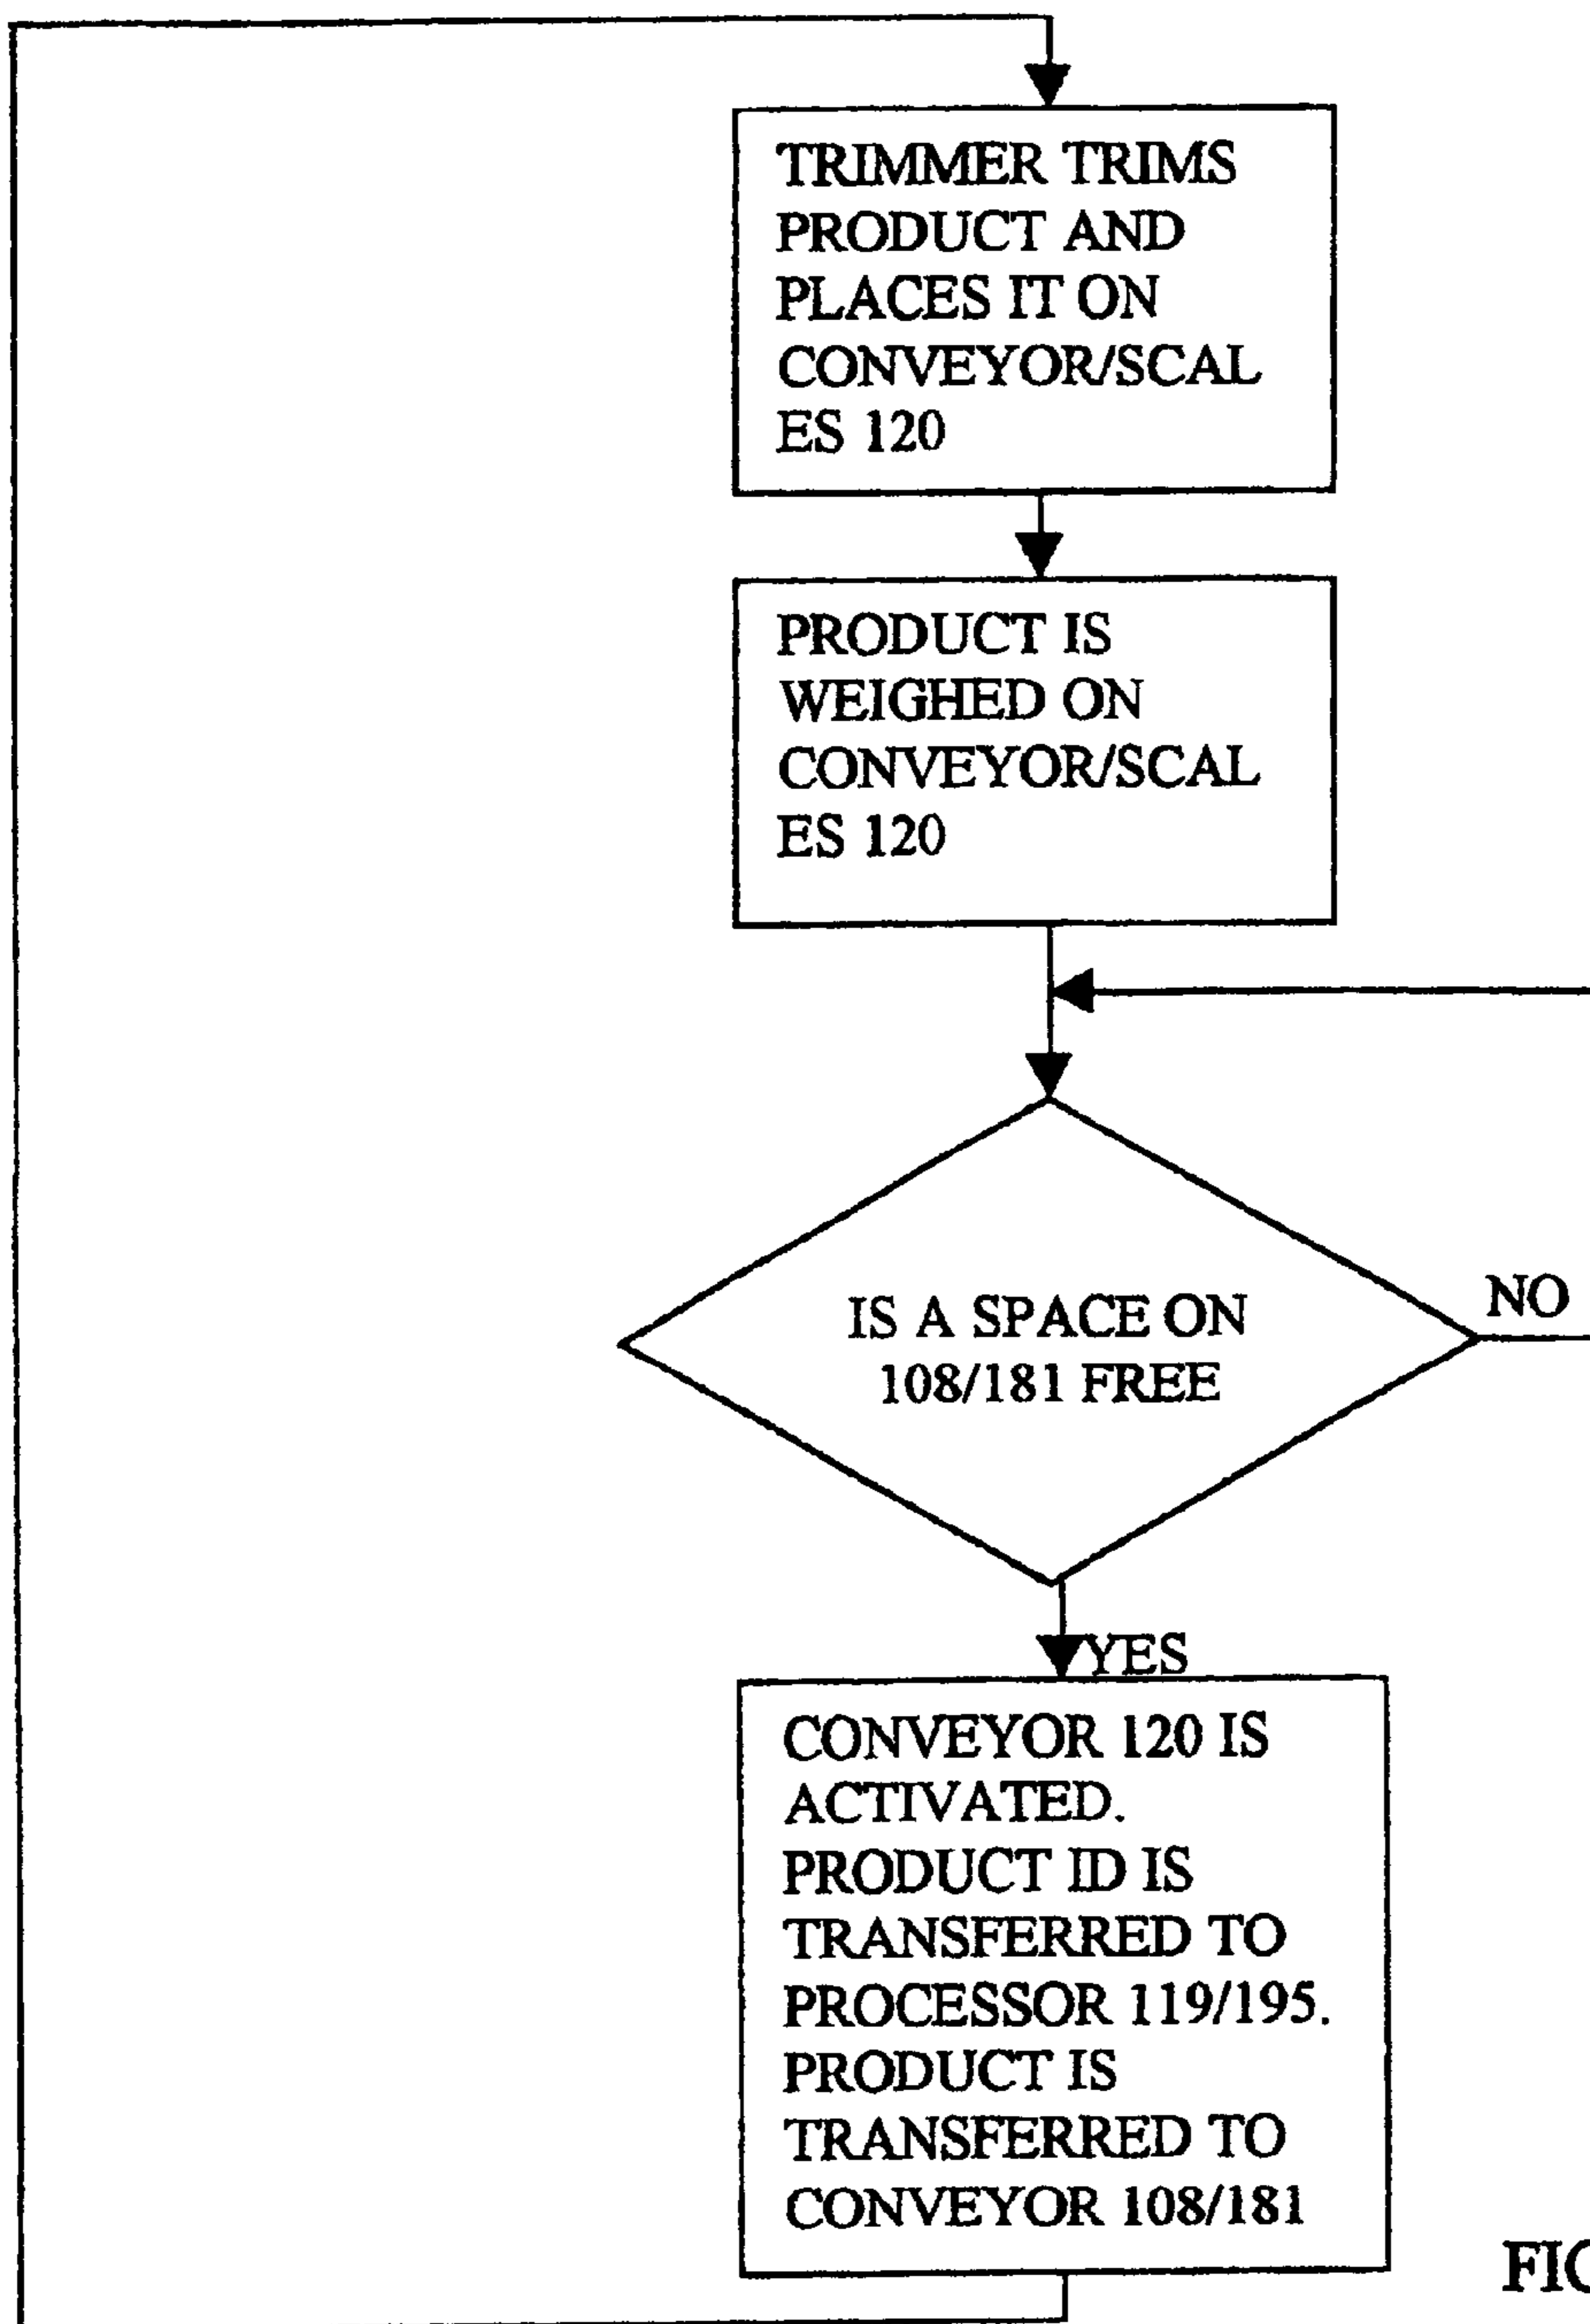 TRIMMER TRIMS
PRODUCT AND
PLACES IT ON
CONVEYOR/SCAL
ES 120
PRODUCT IS
WEIGHED ON
CONVEYOR/SCAL
ES 120
IS A SPACE ON
108/181 FREE
NO
YES
CONVEYOR 120 IS
ACTIVATED.
PRODUCT ID IS
TRANSFERRED TO
PROCESSOR 119/195.
PRODUCT IS
TRANSFERRED TO
CONVEYOR 108/181